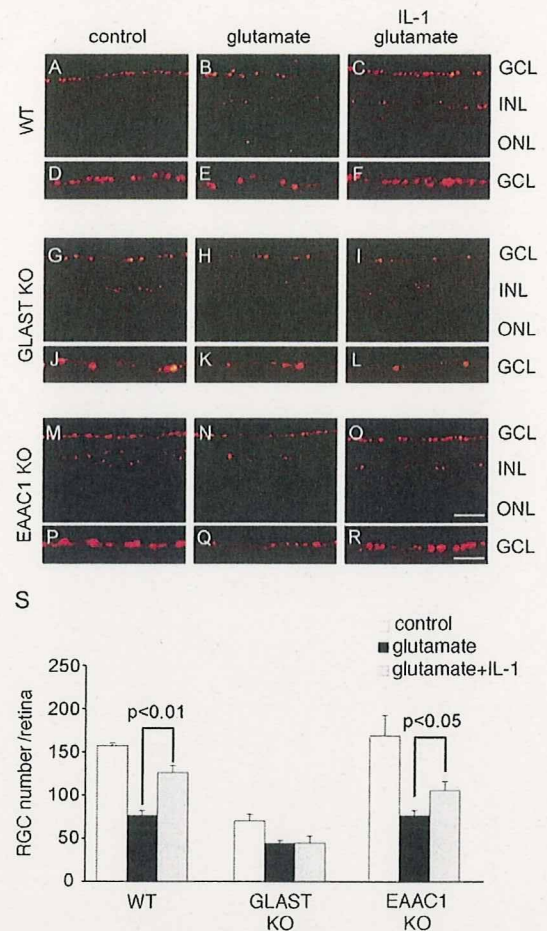 control glutamate IL-1 glutamate
WT
A B C GCL
INL
ONL
D E F GCL
GLAST KO
G H I GCL
INL
ONL
J K L GCL
EAAC1 KO
M N O GCL
INL
ONL
P Q R GCL
S
control
glutamate
glutamate+IL-1
RGC number /retina
250
200
150
100
50
0
p<0.01
p<0.05
WT GLAST KO EAAC1 KO